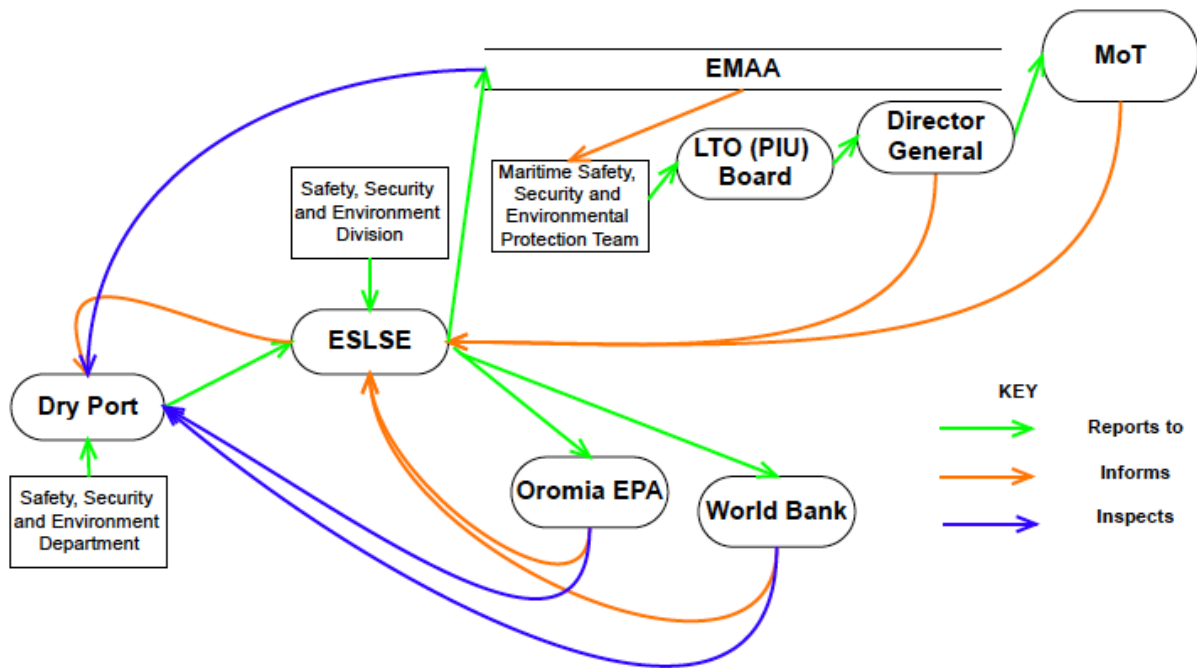 EMAA
MoT
LTO (PIU)
Board
Director
General
Maritime Safety,
Security and
Environmental
Protection Team
Safety, Security
and Environment
Division
ESLSE
Dry Port
Safety, Security
and Environment
Department
Oromia EPA
World Bank
KEY
Reports to
Informs
Inspects